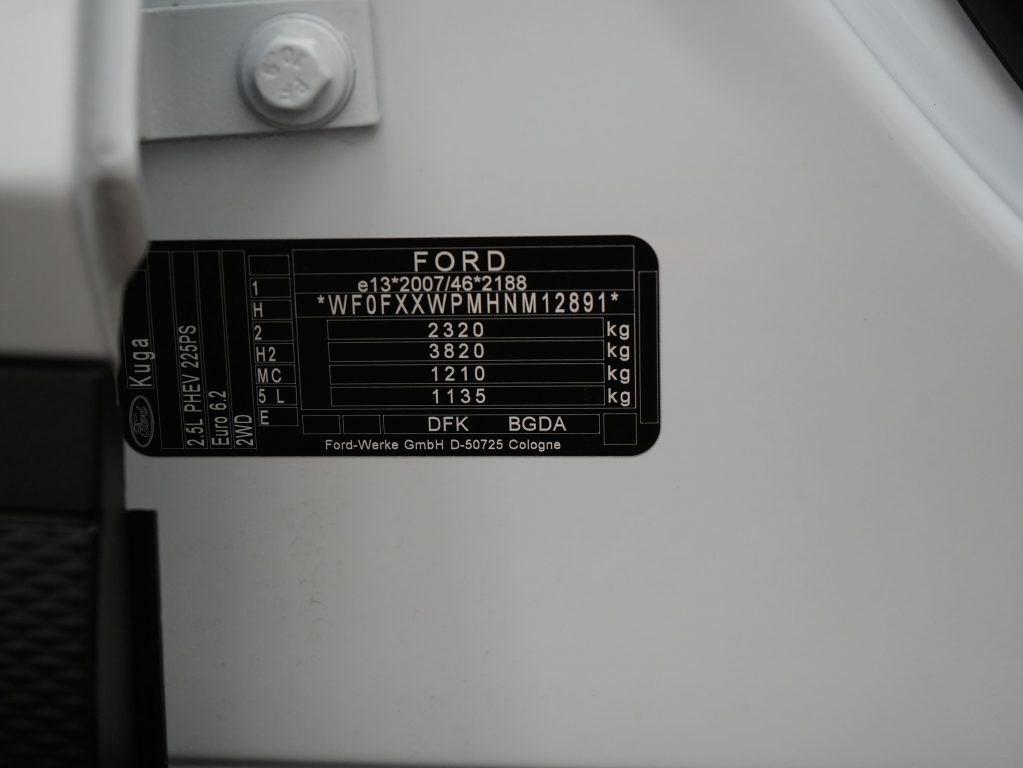 FORD
e13*2007/46*2188
*WF0FXXWPMHNM12891*
2320 kg
3820 kg
1210 kg
1135 kg
DFK BGDA
Ford-Werke GmbH D-50725 Cologne
1
H
2
H2
MC
5 L
E
2WD
Euro 6.2
2.5L PHEV 225PS
Kuga
Ford